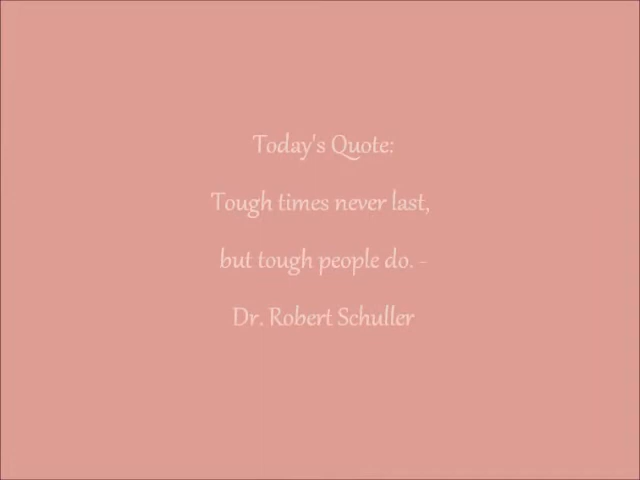 Today's Quote:
Tough times never last,
but tough people do. -
Dr. Robert Schuller